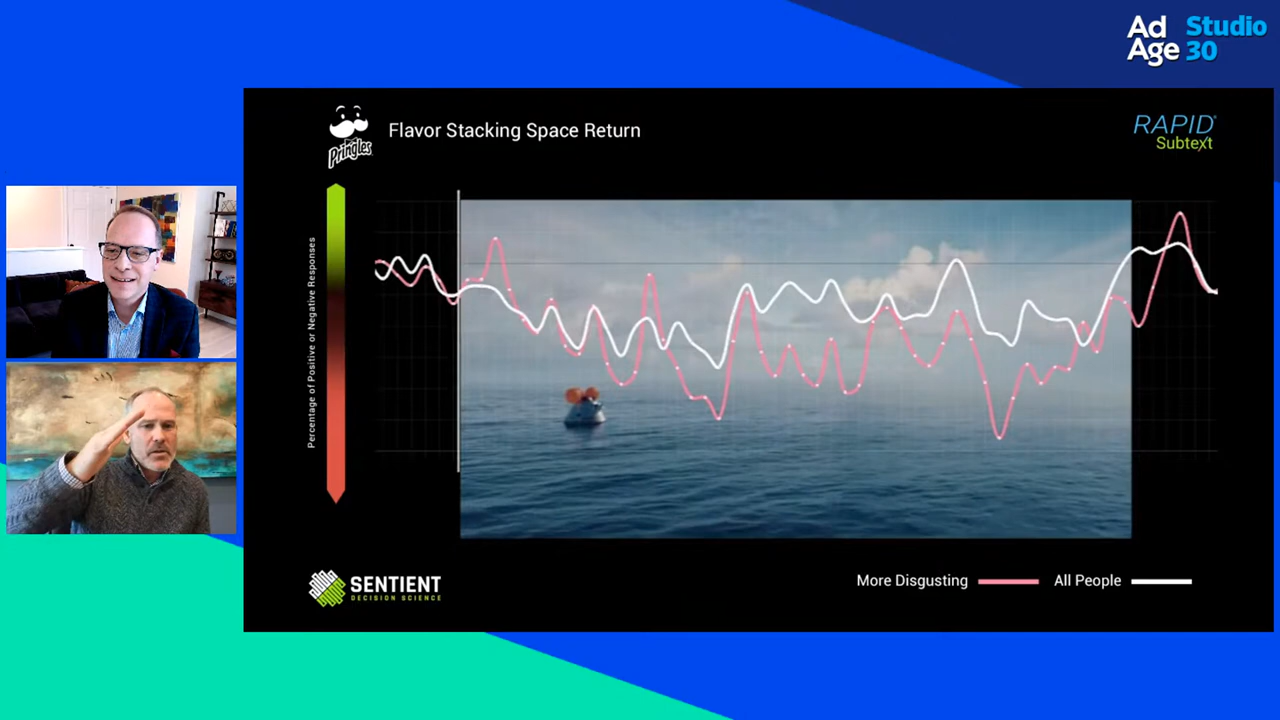 Ad
Age
Studio
30
Pringles
Flavor Stacking Space Return
RAPID®
Subtext
Percentage of Positive or Negative Responses
SENTIENT
DECISION SCIENCE
More Disgusting
All People